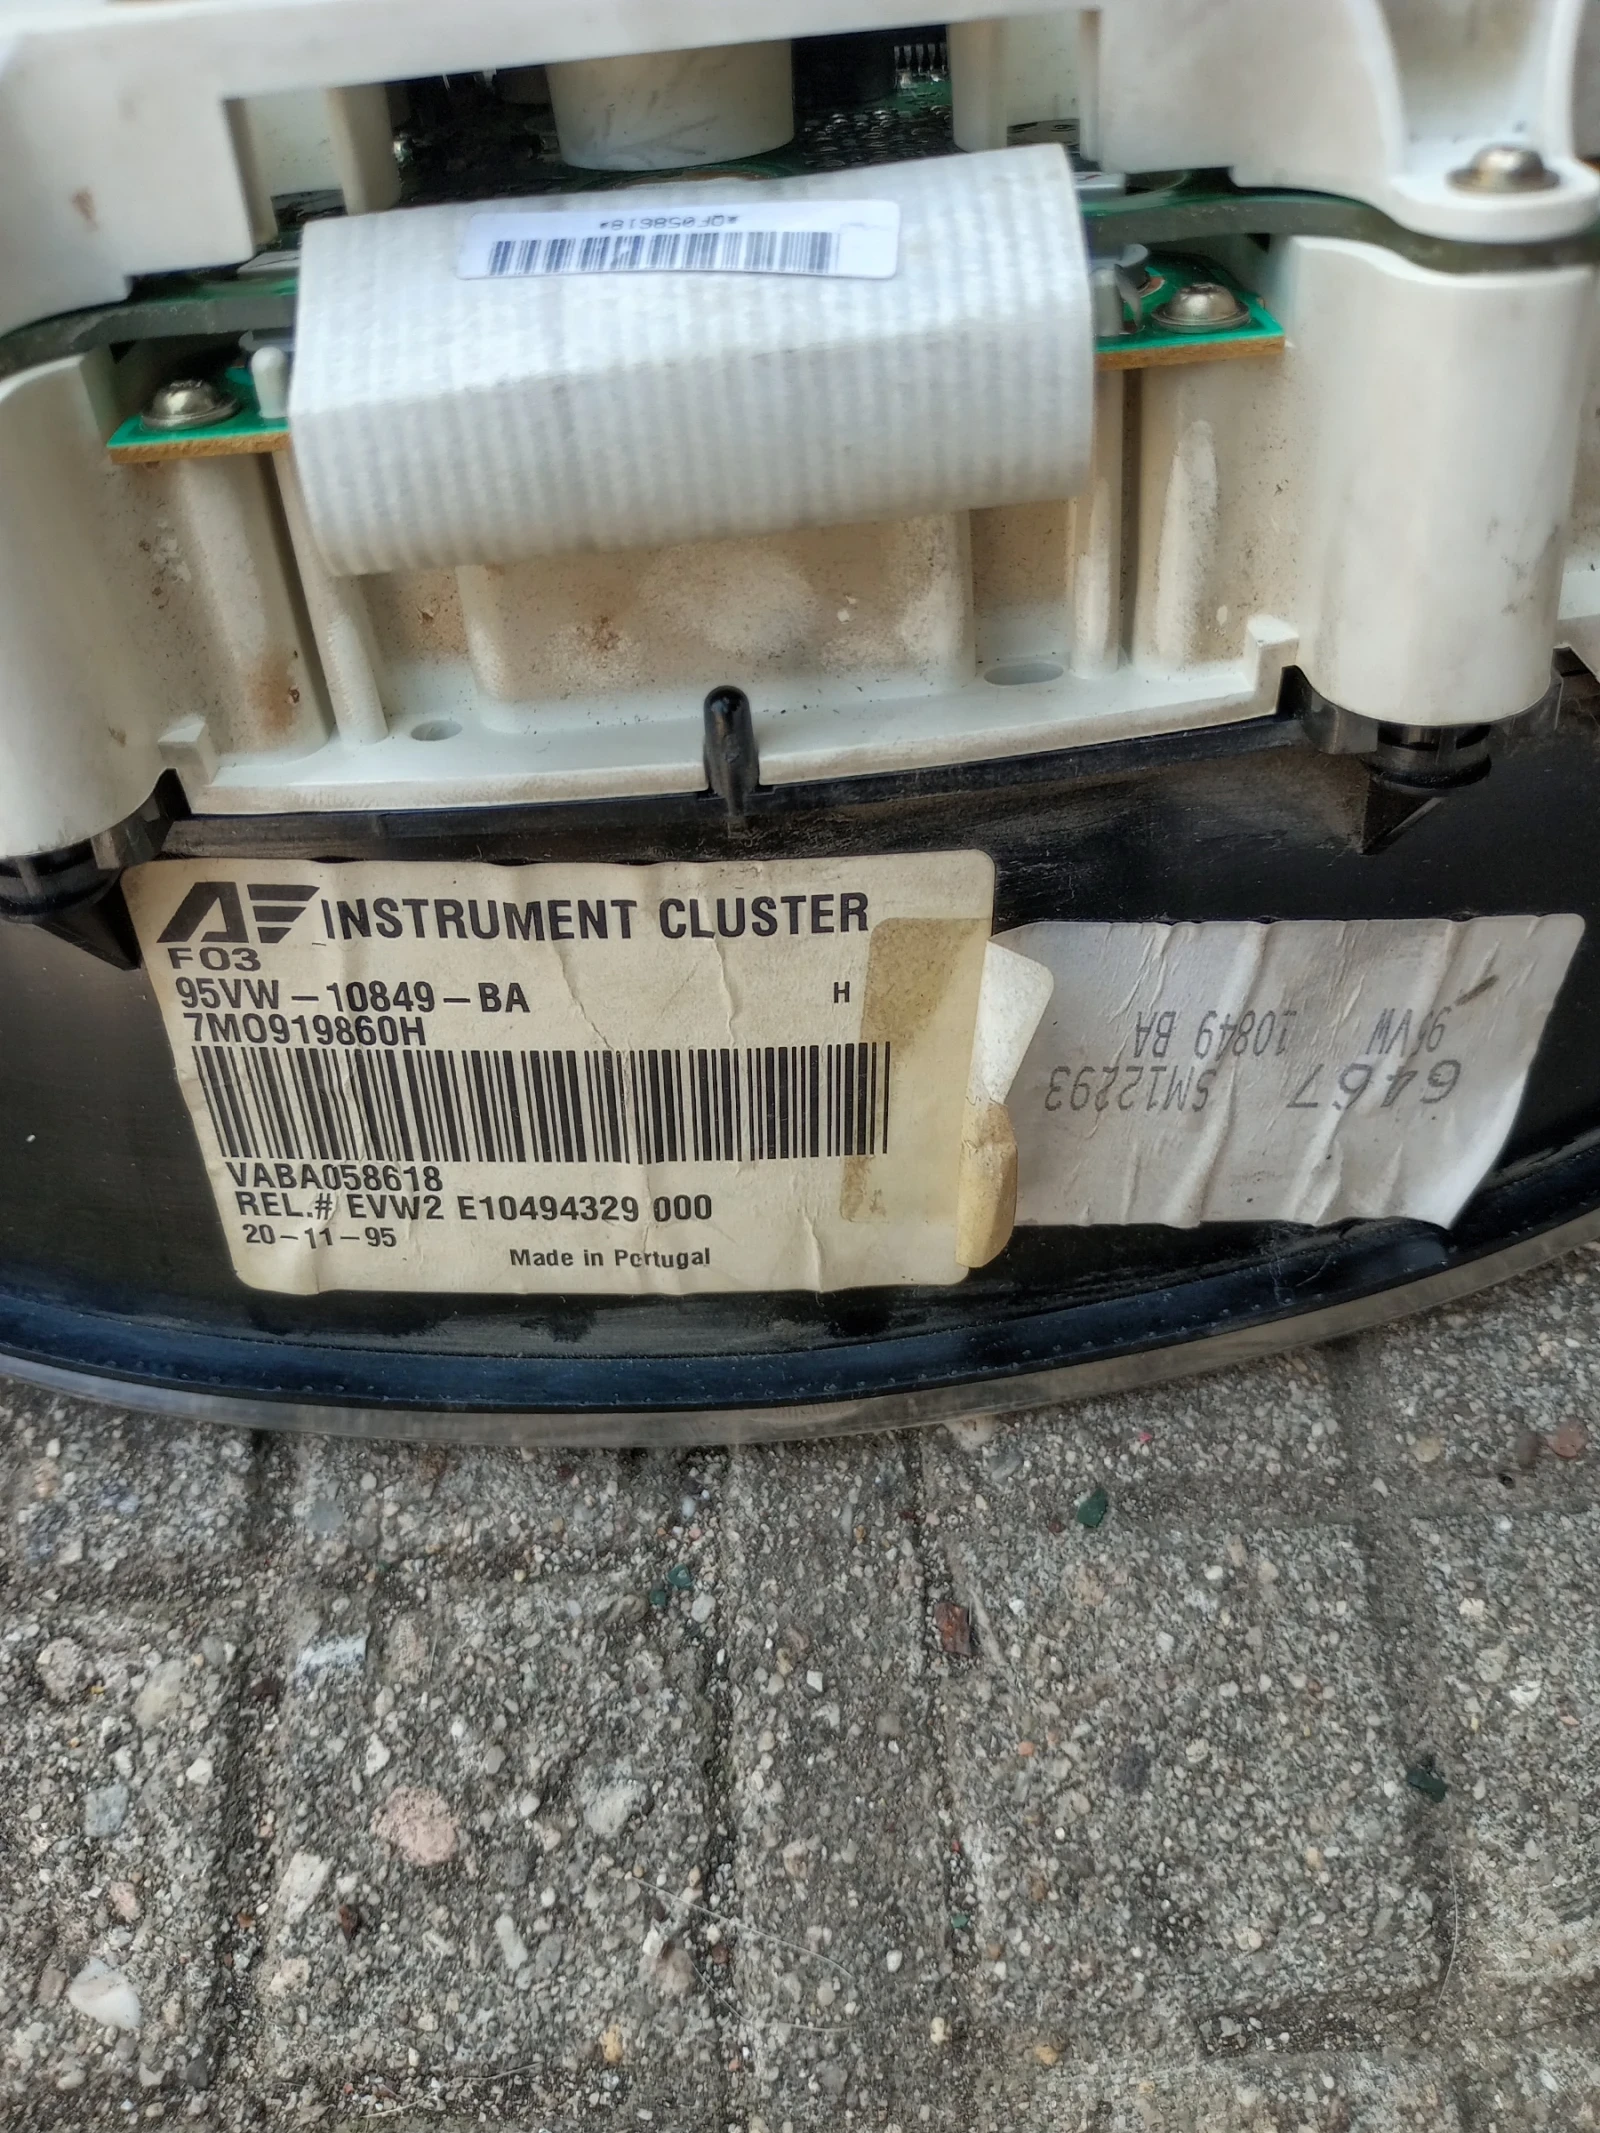 *QF058618*
INSTRUMENT CLUSTER
F03
95VW-10849-BA H
7M0919860H
VABA058618
REL.# EVW2 E10494329 000
20-11-95
Made in Portugal
6467 5M12293
95VW 10849 BA